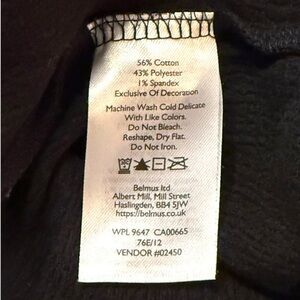 56% Cotton
43% Polyester
1% Spandex
Exclusive Of Decoration
Machine Wash Cold Delicate
With Like Colors.
Do Not Bleach.
Reshape, Dry Flat.
Do Not Iron.
Belmus ltd
Albert Mill, Mill Street
Haslingden, BB4 5JW
https://belmus.co.uk
WPL 9647 CA00665
76E/12
VENDOR #02450